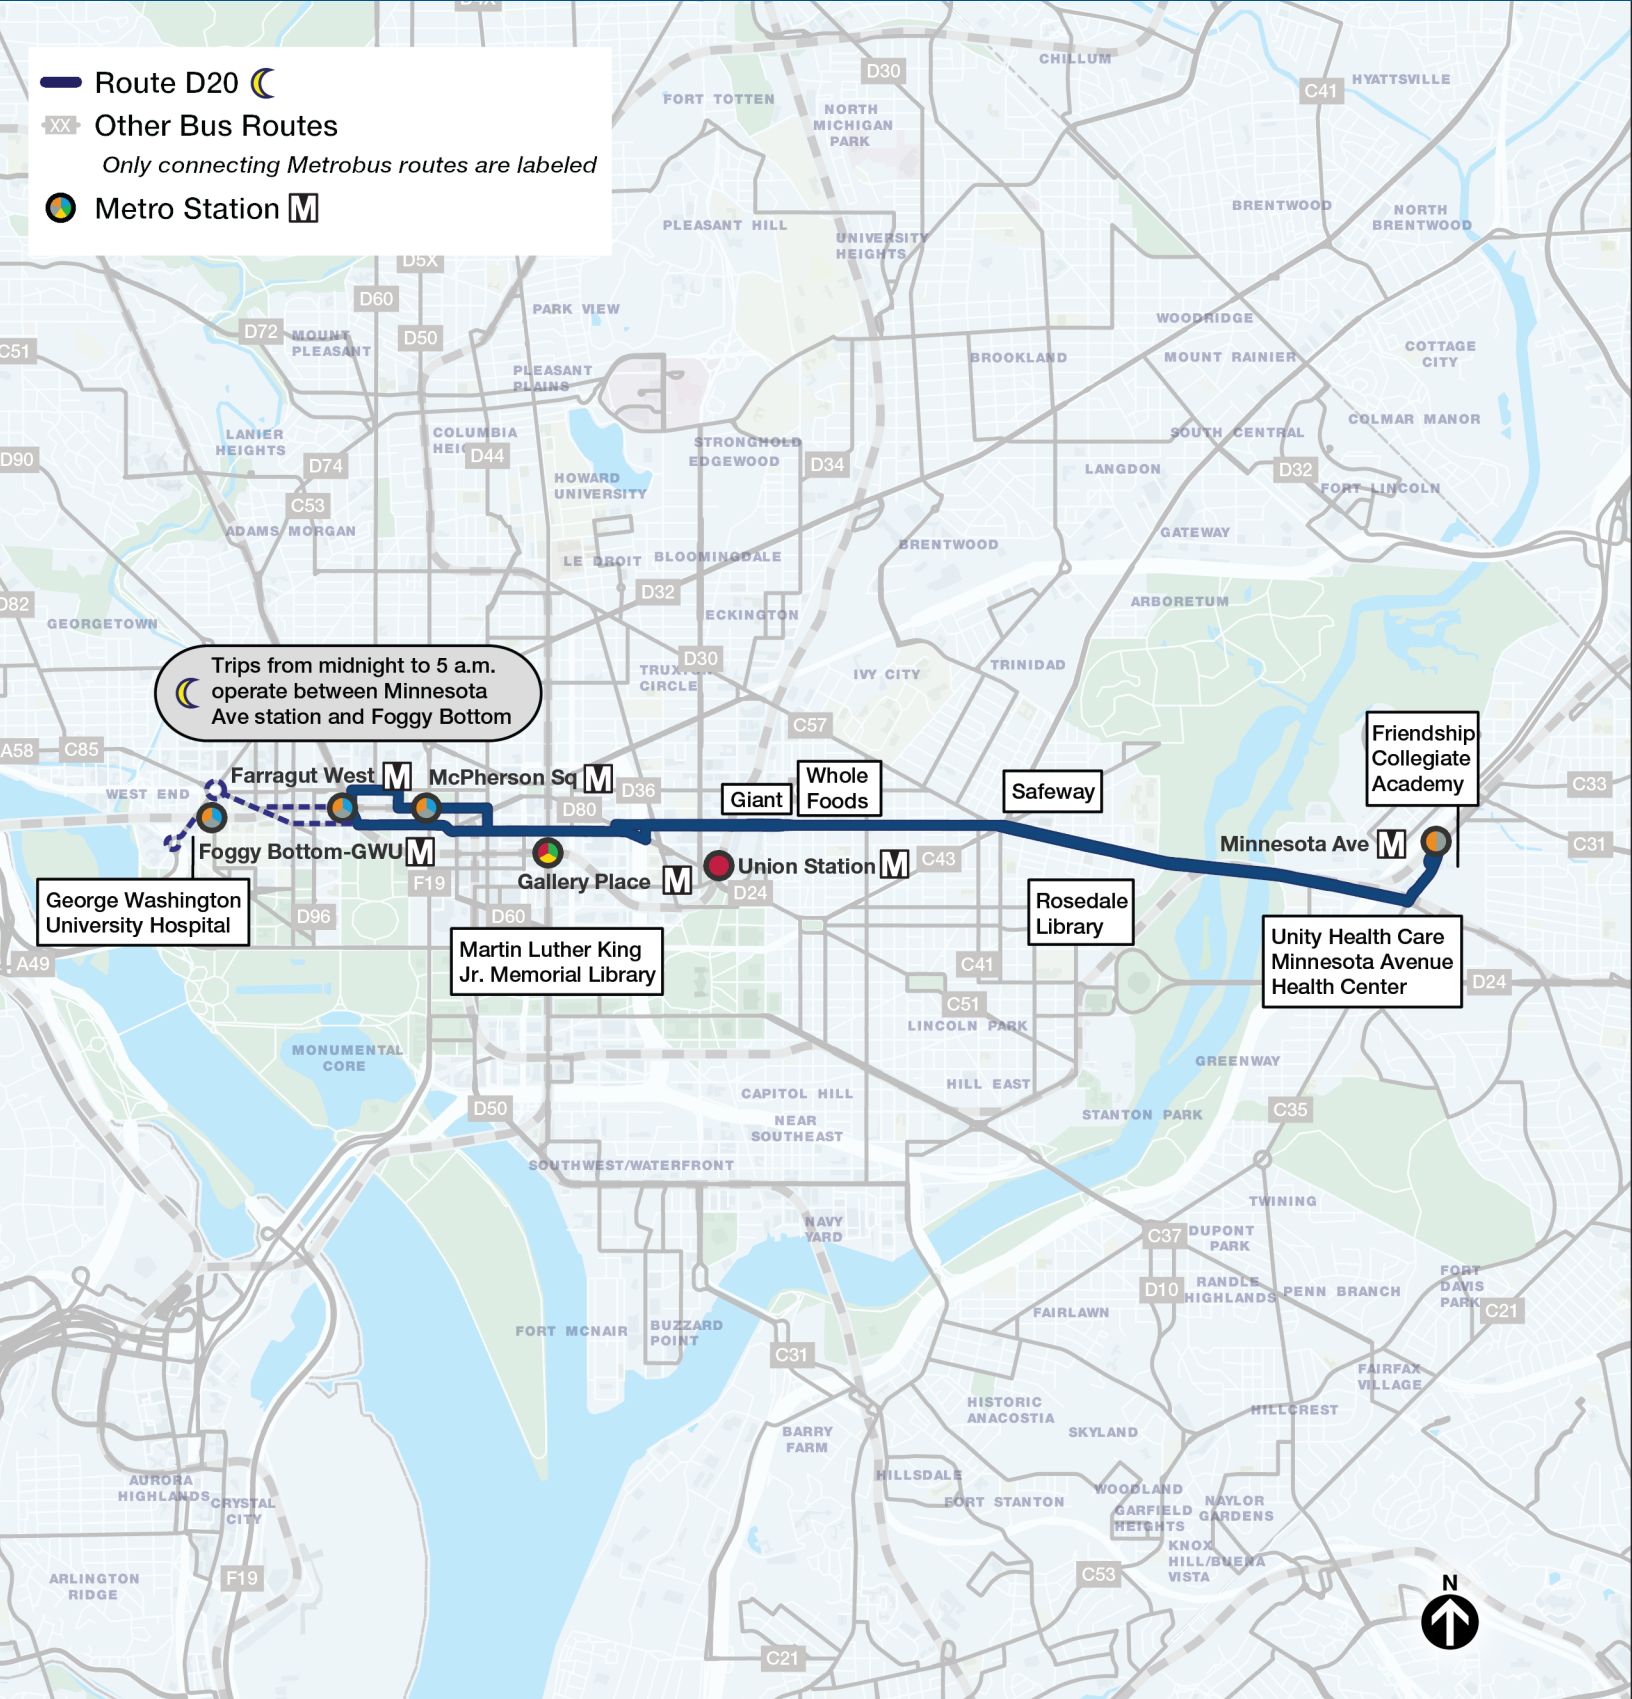 Route D20
XX Other Bus Routes
Only connecting Metrobus routes are labeled
Metro Station M
D30
CHILLUM
C41
HYATTSVILLE
FORT TOTTEN
NORTH
MICHIGAN
PARK
BRENTWOOD
NORTH
BRENTWOOD
PLEASANT HILL
UNIVERSITY
HEIGHTS
D5X
D60
PARK VIEW
WOODRIDGE
D72
MOUNT
PLEASANT
D50
C51
BROOKLAND
MOUNT RAINIER
COTTAGE
CITY
PLEASANT
PLAINS
COLMAR MANOR
LANIER
HEIGHTS
COLUMBIA
HEI
D44
STRONGHOLD
EDGEWOOD
SOUTH CENTRAL
D90
D74
D34
LANGDON
D32
HOWARD
UNIVERSITY
FORT LINCOLN
C53
ADAMS MORGAN
GATEWAY
BRENTWOOD
LE DROIT
BLOOMINGDALE
D32
D82
ARBORETUM
GEORGETOWN
ECKINGTON
Trips from midnight to 5 a.m.
operate between Minnesota
Ave station and Foggy Bottom
D30
TRUXTON
CIRCLE
IVY CITY
TRINIDAD
C57
Friendship
Collegiate
Academy
A58
C85
Farragut West M
McPherson Sq M
Whole
Foods
Safeway
C33
WEST END
D36
Giant
D80
Foggy Bottom-GWU M
Minnesota Ave M
C31
Gallery Place M
Union Station M
C43
F19
D24
George Washington
University Hospital
D96
D60
Rosedale
Library
Martin Luther King
Jr. Memorial Library
Unity Health Care
Minnesota Avenue
Health Center
A49
C41
D24
C51
LINCOLN PARK
MONUMENTAL
CORE
GREENWAY
HILL EAST
CAPITOL HILL
D50
NEAR
SOUTHEAST
STANTON PARK
C35
SOUTHWEST/WATERFRONT
TWINING
NAVY
YARD
C37
DUPONT
PARK
D10
RANDLE
HIGHLANDS
PENN BRANCH
FORT
DAVIS
PARK
C21
FAIRLAWN
FORT MCNAIR
BUZZARD
POINT
C31
FAIRFAX
VILLAGE
HISTORIC
ANACOSTIA
HILLCREST
BARRY
FARM
SKYLAND
HILLSDALE
AURORA
HIGHLANDS
WOODLAND
FORT STANTON
CRYSTAL
CITY
GARFIELD
HEIGHTS
NAYLOR
GARDENS
KNOX
HILL/BUENA
VISTA
ARLINGTON
RIDGE
F19
C53
N
C21